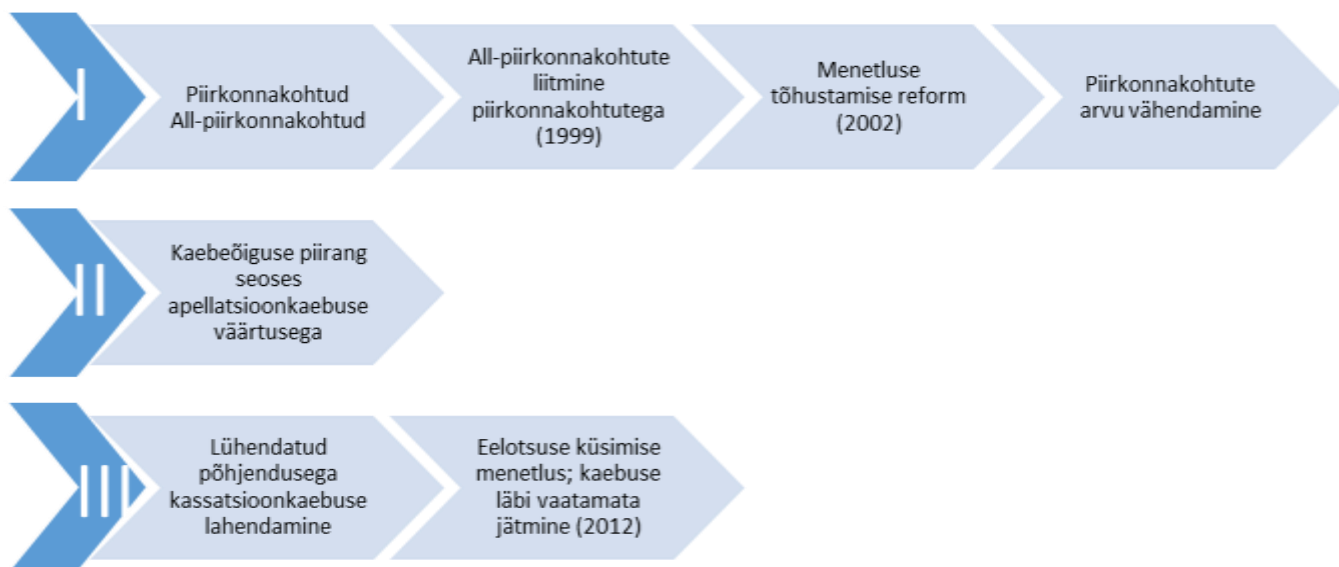 I
Piirkonnakohtud
All-piirkonnakohtud
All-piirkonnakohtute
liitmine
piirkonnakohtutega
(1999)
Menetluse
tõhustamise reform
(2002)
Piirkonnakohtute
arvu vähendamine
II
Kaebeõiguse piirang
seoses
apellatsioonkaebuse
väärtusega
III
Lühendatud
põhjendusega
kassatsioonkaebuse
lahendamine
Eelotsuse küsimise
menetlus; kaebuse
läbi vaatamata
jätmine (2012)